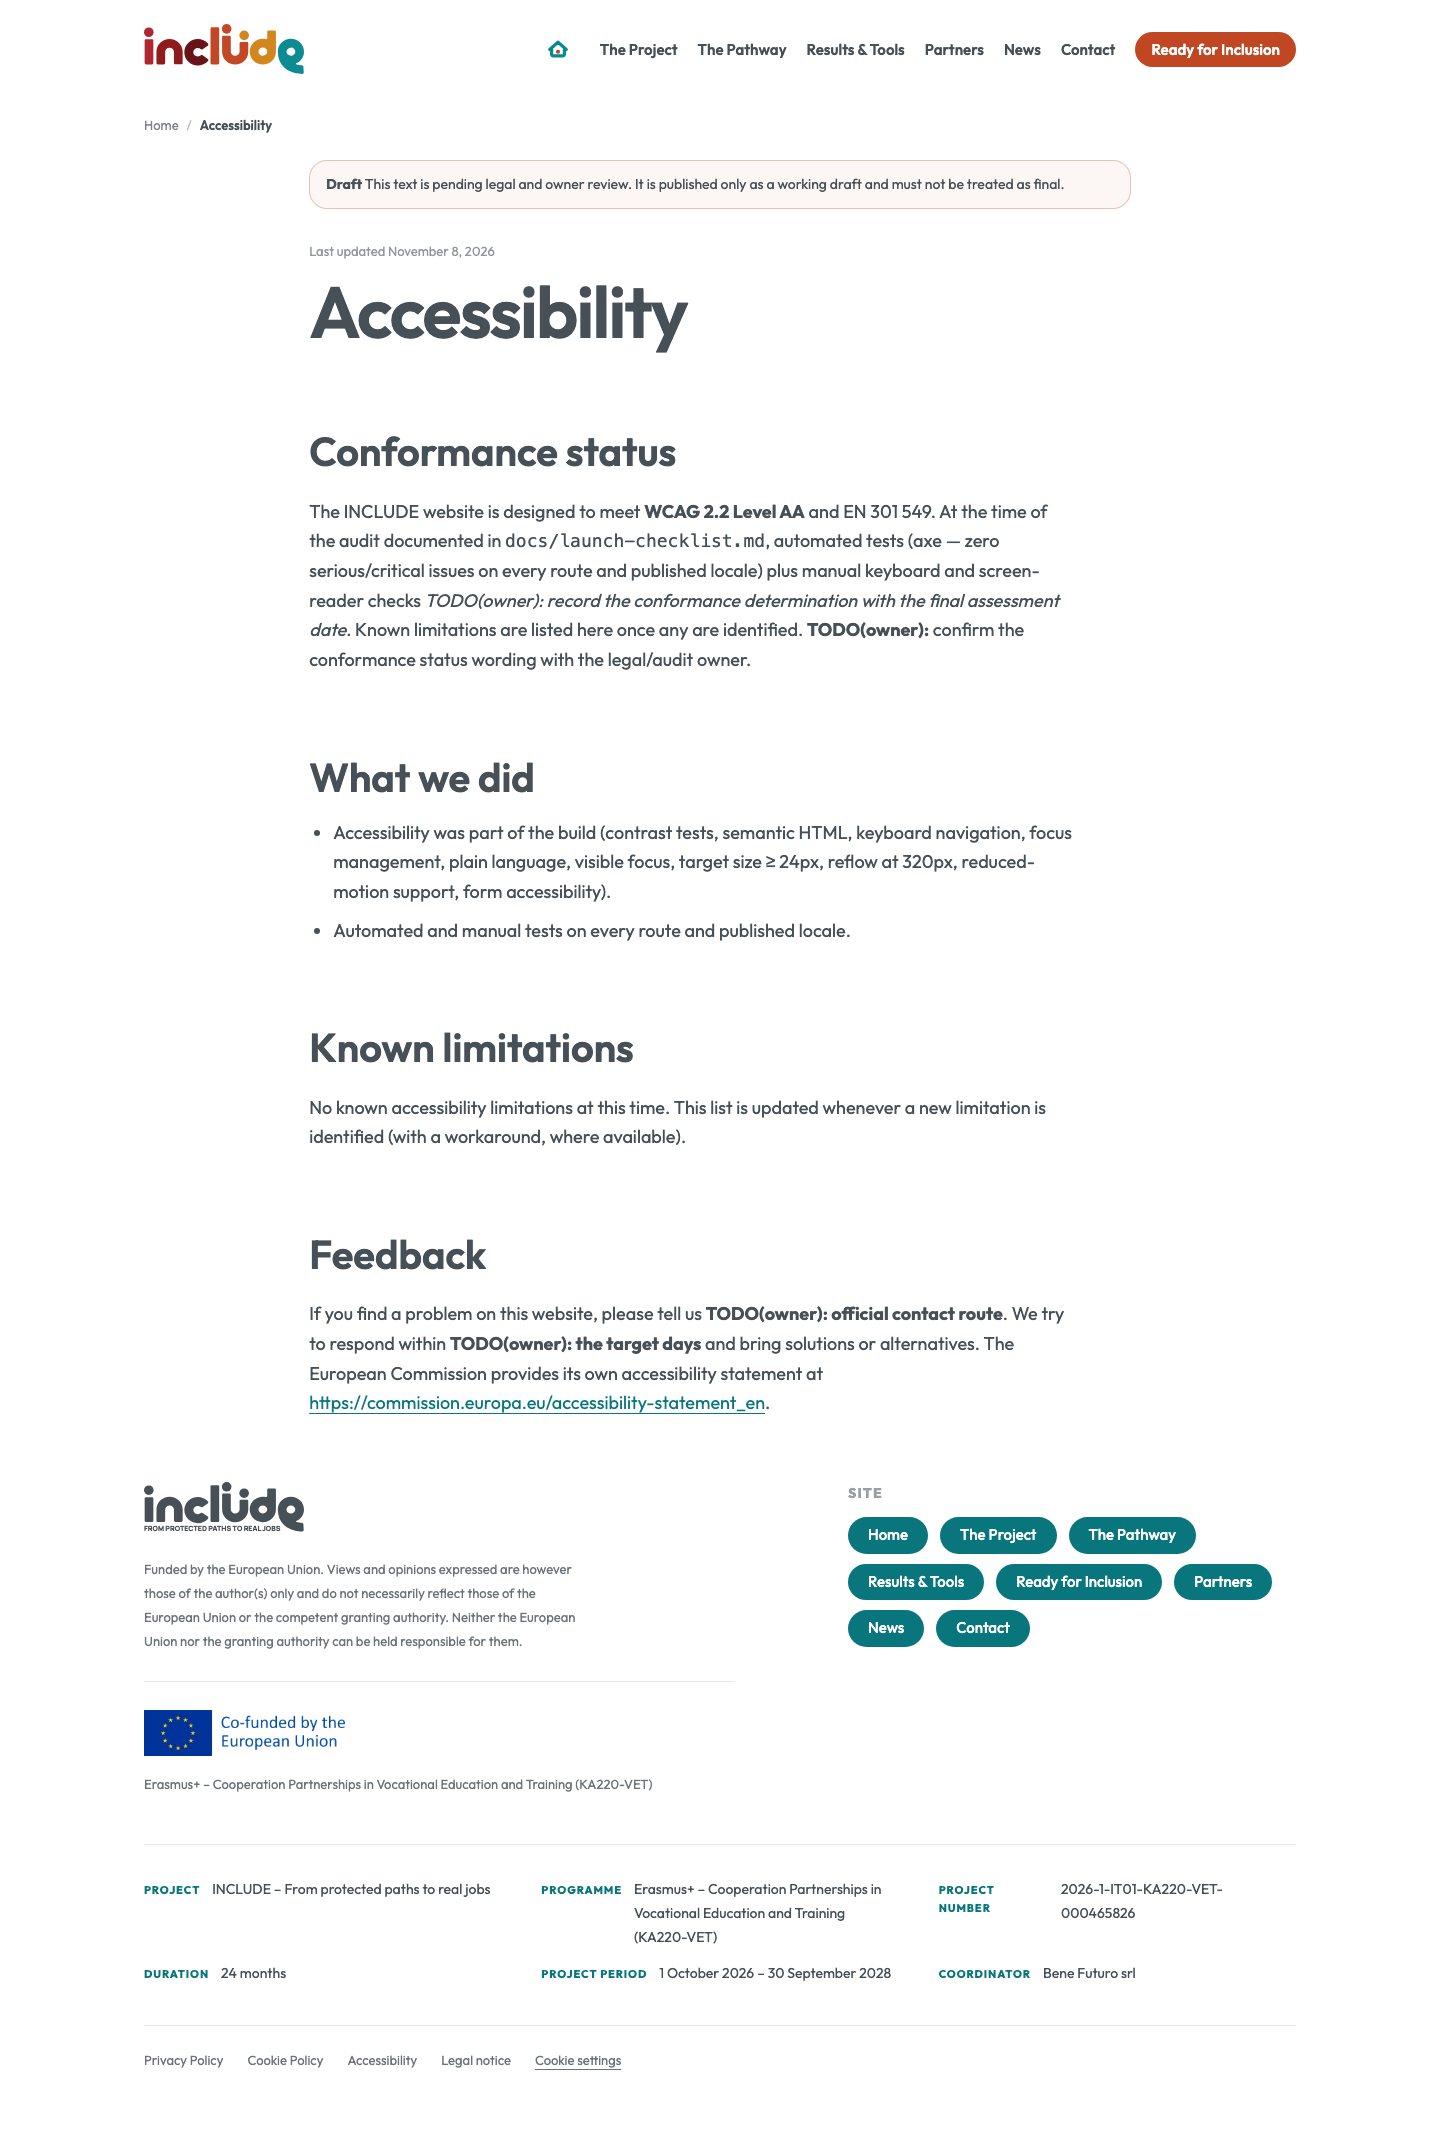 include
The Project
The Pathway
Results & Tools
Partners
News
Contact
Ready for Inclusion
Home / Accessibility
Draft This text is pending legal and owner review. It is published only as a working draft and must not be treated as final.
Last updated November 8, 2026
Accessibility
Conformance status
The INCLUDE website is designed to meet WCAG 2.2 Level AA and EN 301 549. At the time of
the audit documented in docs/launch-checklist.md, automated tests (axe — zero
serious/critical issues on every route and published locale) plus manual keyboard and screen-
reader checks TODO(owner): record the conformance determination with the final assessment
date. Known limitations are listed here once any are identified. TODO(owner): confirm the
conformance status wording with the legal/audit owner.
What we did
• Accessibility was part of the build (contrast tests, semantic HTML, keyboard navigation, focus
management, plain language, visible focus, target size ≥ 24px, reflow at 320px, reduced-
motion support, form accessibility).
• Automated and manual tests on every route and published locale.
Known limitations
No known accessibility limitations at this time. This list is updated whenever a new limitation is
identified (with a workaround, where available).
Feedback
If you find a problem on this website, please tell us TODO(owner): official contact route. We try
to respond within TODO(owner): the target days and bring solutions or alternatives. The
European Commission provides its own accessibility statement at
https://commission.europa.eu/accessibility-statement_en.
include
FROM PROTECTED PATHS TO REAL JOBS
Funded by the European Union. Views and opinions expressed are however
those of the author(s) only and do not necessarily reflect those of the
European Union or the competent granting authority. Neither the European
Union nor the granting authority can be held responsible for them.
Co-funded by the
European Union
Erasmus+ – Cooperation Partnerships in Vocational Education and Training (KA220-VET)
SITE
Home
The Project
The Pathway
Results & Tools
Ready for Inclusion
Partners
News
Contact
PROJECT INCLUDE – From protected paths to real jobs
PROGRAMME Erasmus+ – Cooperation Partnerships in
Vocational Education and Training
(KA220-VET)
PROJECT
NUMBER
2026-1-IT01-KA220-VET-
000465826
DURATION 24 months
PROJECT PERIOD 1 October 2026 – 30 September 2028
COORDINATOR Bene Futuro srl
Privacy Policy
Cookie Policy
Accessibility
Legal notice
Cookie settings